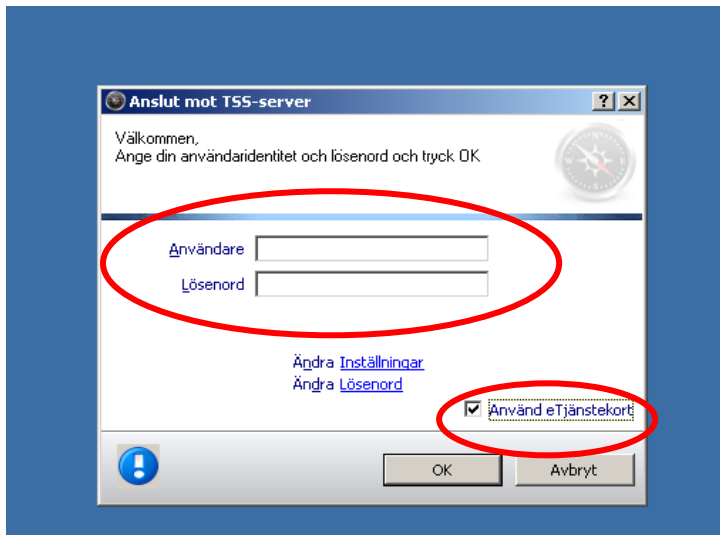 Anslut mot TSS-server
Välkommen,
Ange din användaridentitet och lösenord och tryck OK
Användare
Lösenord
Ändra Inställningar
Ändra Lösenord
Använd eTjänstekort
OK
Avbryt